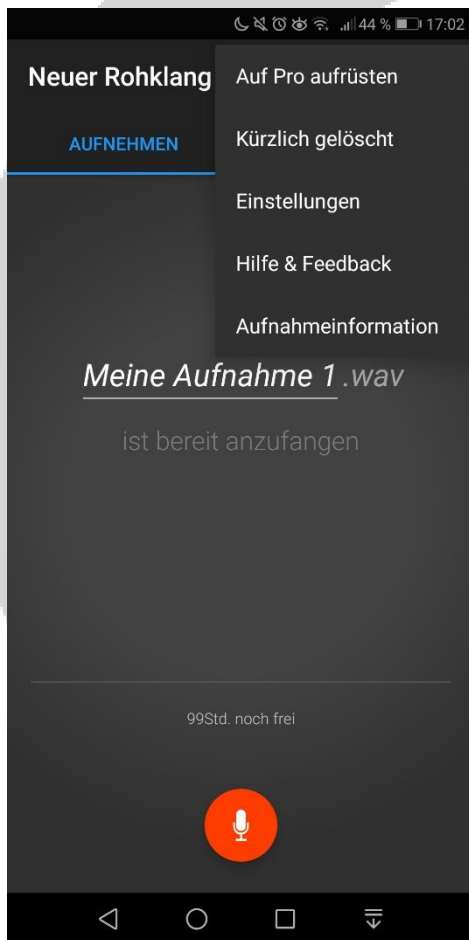 44 % 17:02
Neuer Rohklang
Auf Pro aufrüsten
AUFNEHMEN
Kürzlich gelöscht
Einstellungen
Hilfe & Feedback
Aufnahmeinformation
Meine Aufnahme 1 .wav
ist bereit anzufangen
99Std. noch frei